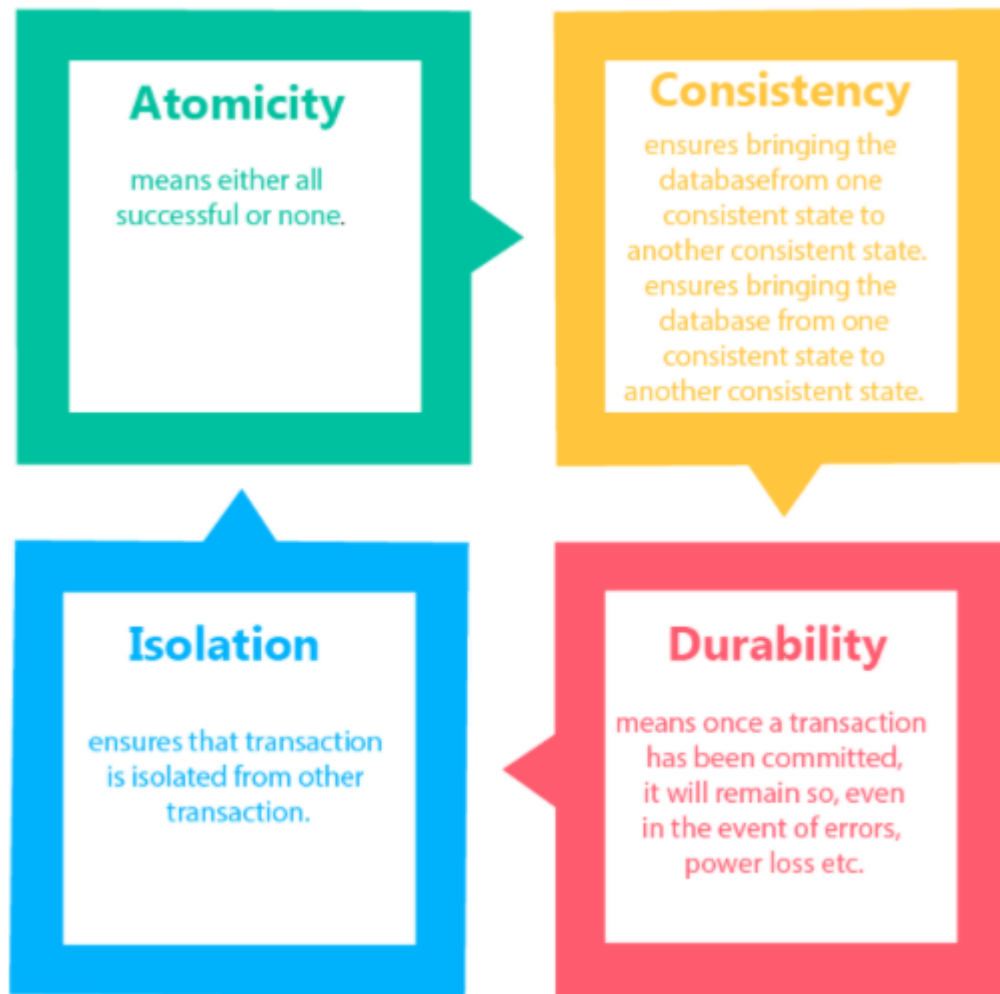 Atomicity
means either all
successful or none.
Consistency
ensures bringing the
databasefrom one
consistent state to
another consistent state.
ensures bringing the
database from one
consistent state to
another consistent state.
Isolation
ensures that transaction
is isolated from other
transaction.
Durability
means once a transaction
has been committed,
it will remain so, even
in the event of errors,
power loss etc.